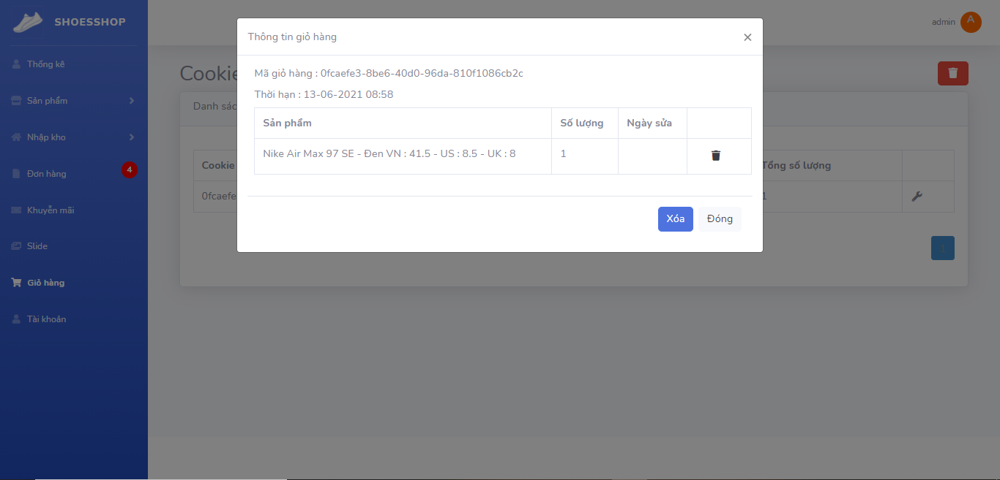 SHOESSHOP
admin
A
Thống kê
Sản phẩm
Nhập kho
Đơn hàng
4
Khuyễn mãi
Slide
Giỏ hàng
Tài khoản
Cookie
Danh sác
Cookie
Tổng số lượng
0fcaefe
1
1
Thông tin giỏ hàng
×
Mã giỏ hàng : 0fcaefe3-8be6-40d0-96da-810f1086cb2c
Thời hạn : 13-06-2021 08:58
Sản phẩm Số lượng Ngày sửa
Nike Air Max 97 SE - Đen VN : 41.5 - US : 8.5 - UK : 8 1
Xóa Đóng